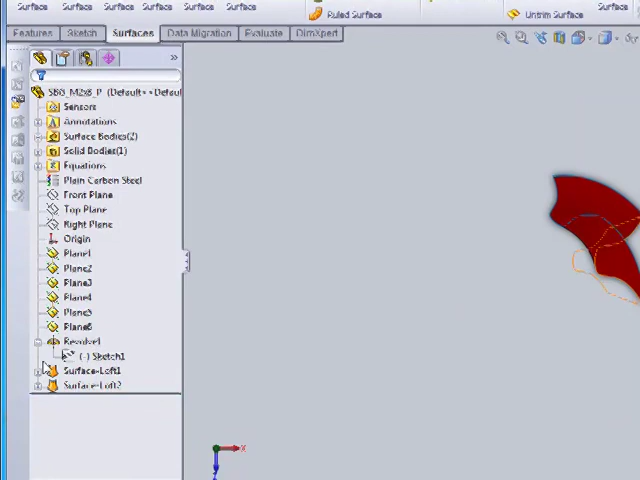 Surface Surface Surface Surface Surface Surface
Ruled Surface
Untrim Surface
Surface
Features Sketch Surfaces Data Migration Evaluate DimXpert
»
Sensors
Annotations
Surface Bodies(2)
Solid Bodies(1)
Equations
Plain Carbon Steel
Front Plane
Top Plane
Right Plane
Origin
Plane1
Plane2
Plane3
Plane4
Plane5
Plane6
Revolve1
(-) Sketch1
Surface-Loft1
Surface-Loft2
X